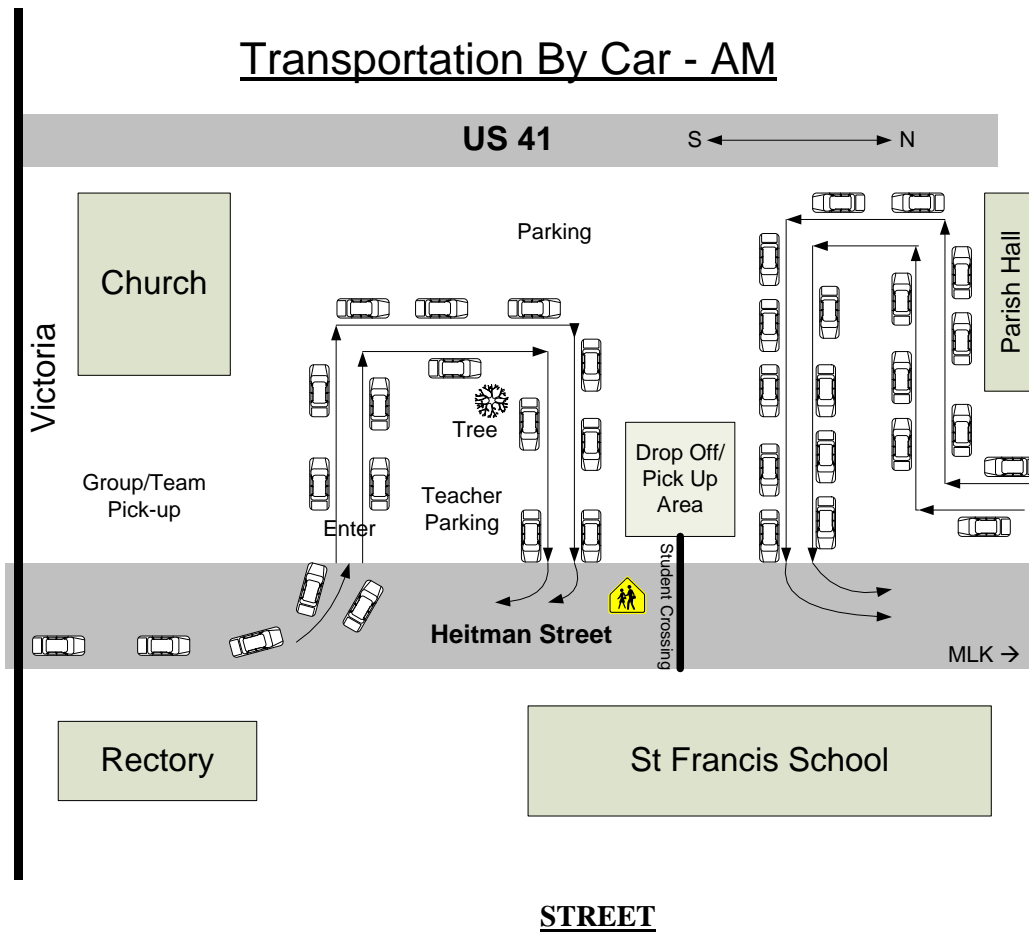 Transportation By Car - AM
US 41
S
N
Church
Parking
Parish Hall
Victoria
Tree
Drop Off/
Pick Up
Area
Group/Team
Pick-up
Teacher
Parking
Enter
Student Crossing
Heitman Street
MLK →
Rectory
St Francis School
STREET